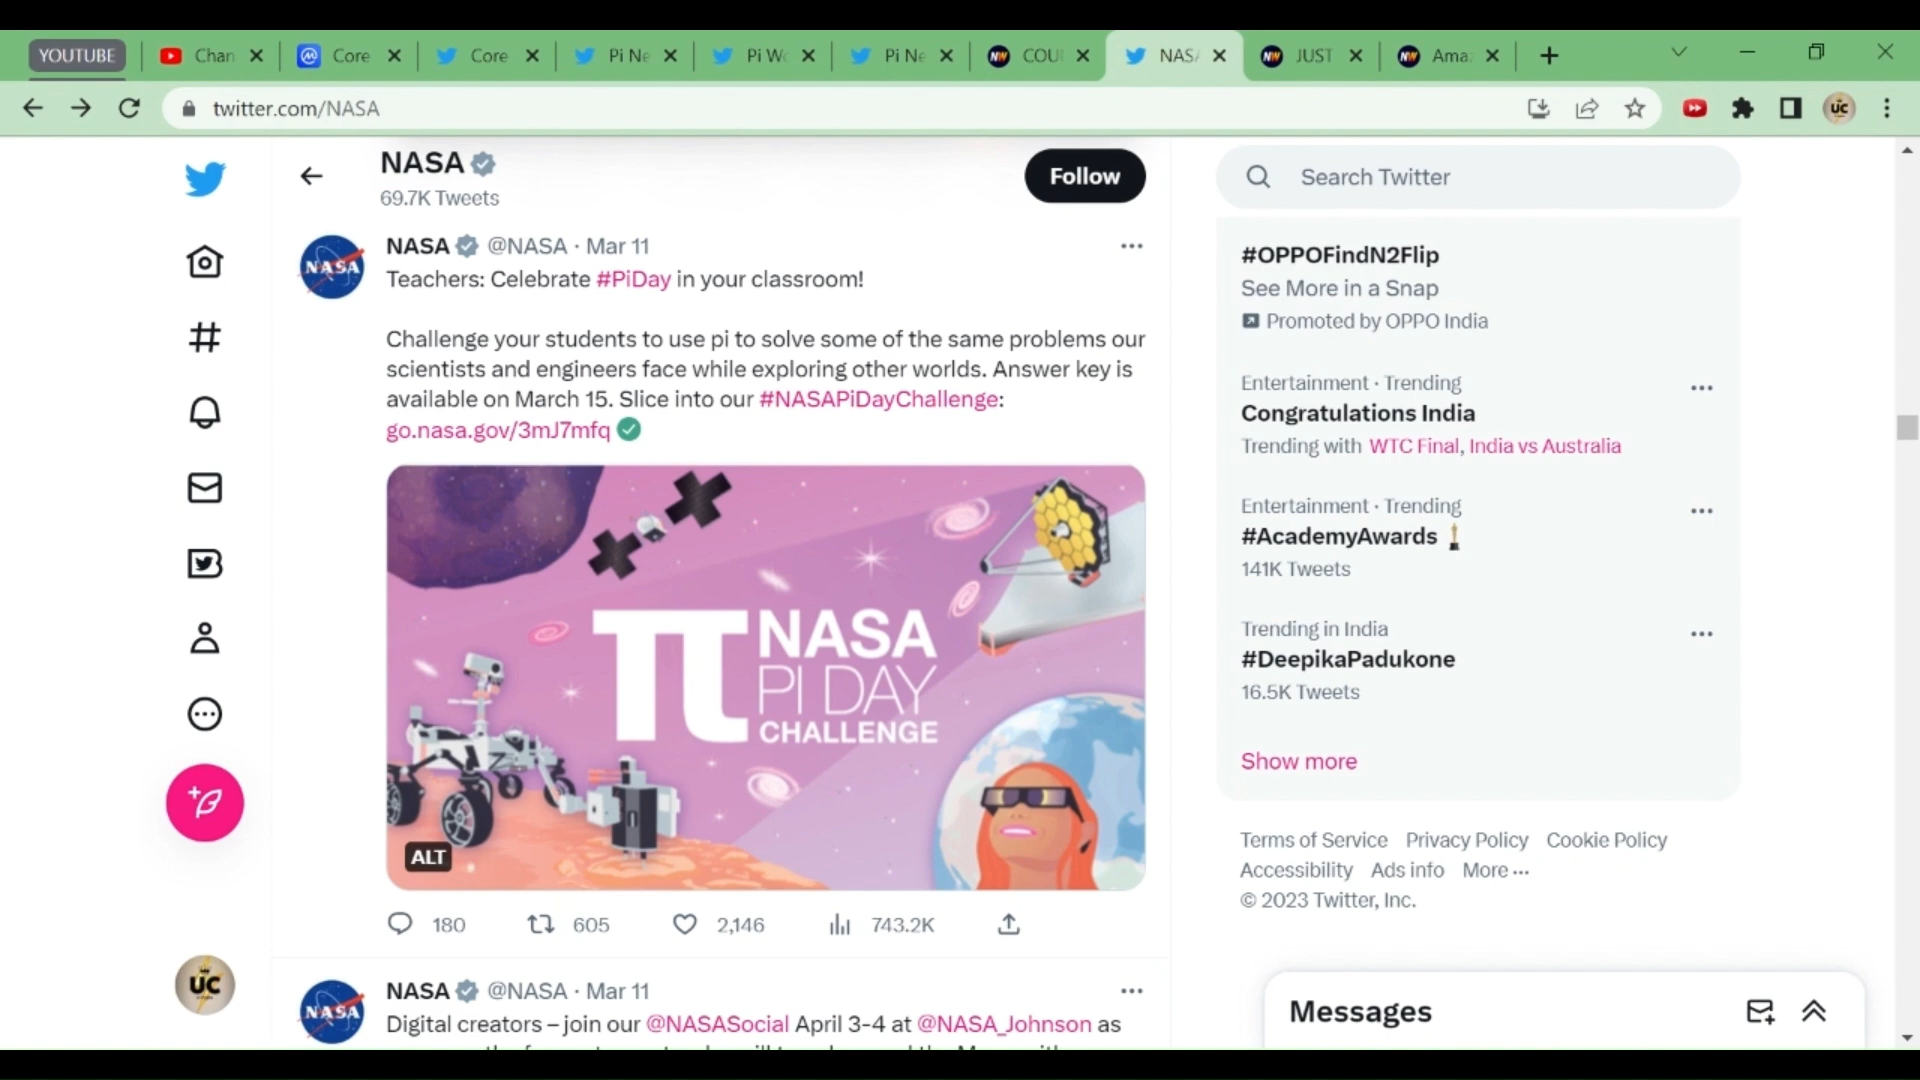 YOUTUBE
Chan
Core
Core
Pi Ne
Pi Wo
Pi Ne
COU
NASA
JUST
Ama
twitter.com/NASA
UC
NASA
69.7K Tweets
Follow
Search Twitter
NASA
NASA @NASA · Mar 11
Teachers: Celebrate #PiDay in your classroom!
Challenge your students to use pi to solve some of the same problems our
scientists and engineers face while exploring other worlds. Answer key is
available on March 15. Slice into our #NASAPiDayChallenge:
go.nasa.gov/3mJ7mfq
π NASA
PI DAY
CHALLENGE
ALT
180 605 2,146 743.2K
UC
NASA
NASA @NASA · Mar 11
Digital creators – join our @NASASocial April 3-4 at @NASA_Johnson as
#OPPOFindN2Flip
See More in a Snap
Promoted by OPPO India
Entertainment · Trending
Congratulations India
Trending with WTC Final, India vs Australia
Entertainment · Trending
#AcademyAwards
141K Tweets
Trending in India
#DeepikaPadukone
16.5K Tweets
Show more
Terms of Service Privacy Policy Cookie Policy
Accessibility Ads info More ...
© 2023 Twitter, Inc.
Messages